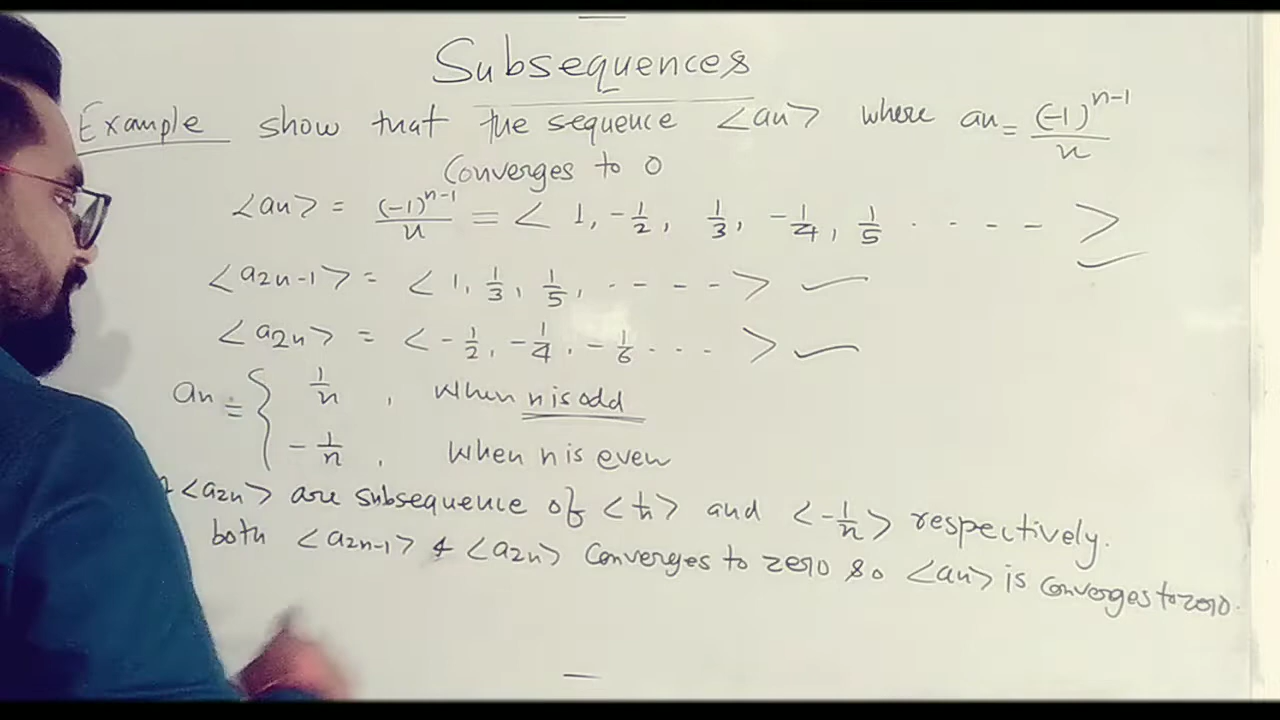 Subsequences
Example show that the sequence <an> where an = (-1)^{n-1}/n
Converges to 0
<an> = (-1)^{n-1}/n = < 1, -1/2, 1/3, -1/4, 1/5 . - - - >
<a2n-1> = < 1, 1/3, 1/5, - - - - - >
<a2n> = < -1/2, -1/4, -1/6 . . . >
an = { 1/n , when n is odd
-1/n , when n is even
<a2n> are subsequence of <1/n> and <-1/n> respectively.
both <a2n-1> & <a2n> Converges to zero so <an> is converges to zero.